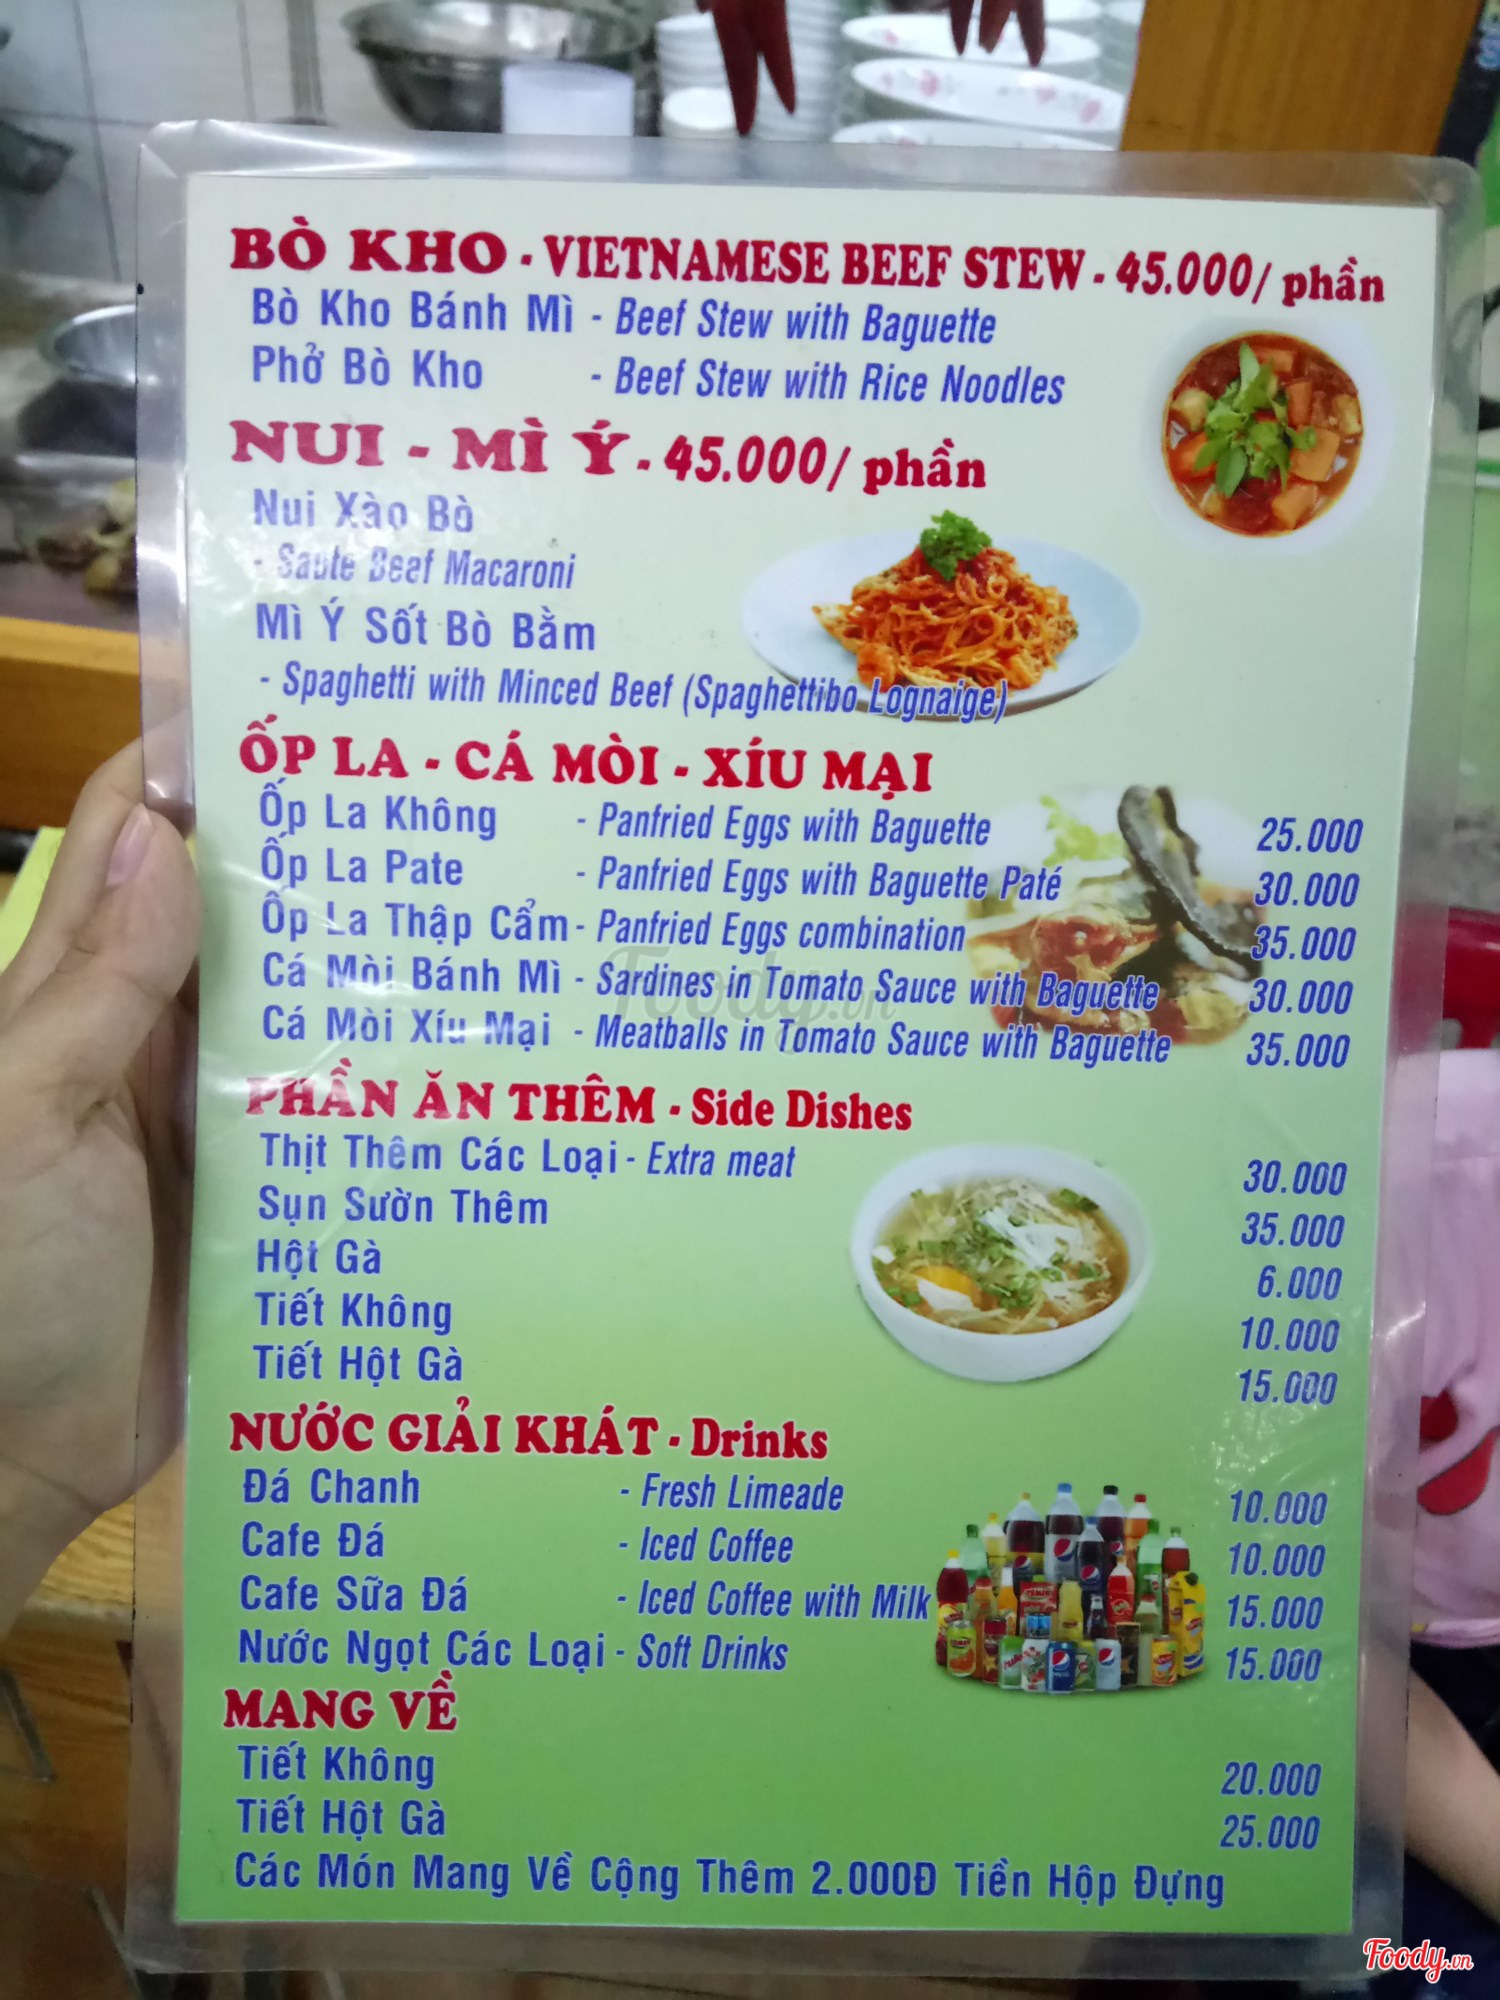 BÒ KHO - VIETNAMESE BEEF STEW - 45.000/ phần
Bò Kho Bánh Mì - Beef Stew with Baguette
Phở Bò Kho - Beef Stew with Rice Noodles
NUI - MÌ Ý - 45.000/ phần
Nui Xào Bò
- Saute Beef Macaroni
Mì Ý Sốt Bò Bằm
- Spaghetti with Minced Beef (Spaghettibo Lognaige)
ỐP LA - CÁ MÒI - XÍU MẠI
Ốp La Không - Panfried Eggs with Baguette 25.000
Ốp La Pate - Panfried Eggs with Baguette Paté 30.000
Ốp La Thập Cẩm - Panfried Eggs combination 35.000
Cá Mòi Bánh Mì - Sardines in Tomato Sauce with Baguette 30.000
Cá Mòi Xíu Mại - Meatballs in Tomato Sauce with Baguette 35.000
PHẦN ĂN THÊM - Side Dishes
Thịt Thêm Các Loại - Extra meat 30.000
Sụn Sườn Thêm 35.000
Hột Gà 6.000
Tiết Không 10.000
Tiết Hột Gà 15.000
NƯỚC GIẢI KHÁT - Drinks
Đá Chanh - Fresh Limeade 10.000
Cafe Đá - Iced Coffee 10.000
Cafe Sữa Đá - Iced Coffee with Milk 15.000
Nước Ngọt Các Loại - Soft Drinks 15.000
MANG VỀ
Tiết Không 20.000
Tiết Hột Gà 25.000
Các Món Mang Về Cộng Thêm 2.000Đ Tiền Hộp Đựng
Foody.vn
Foody.vn